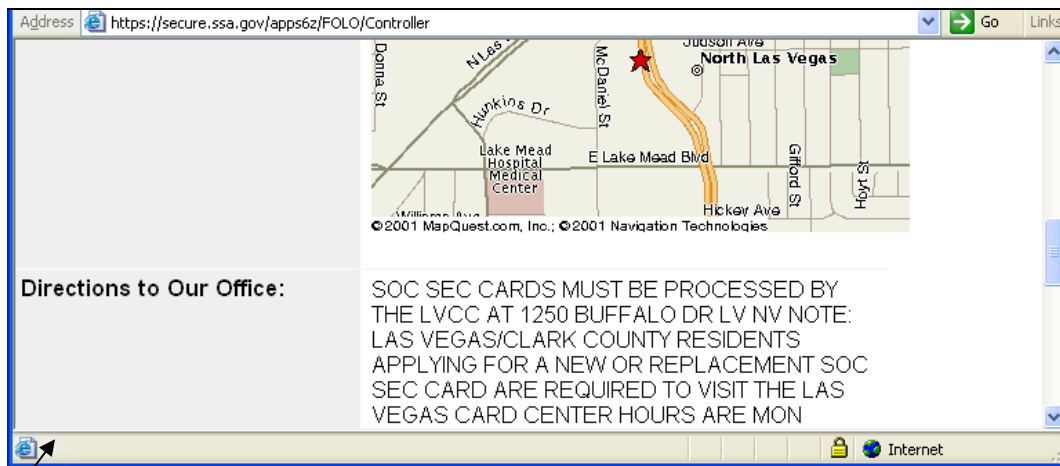 Address https://secure.ssa.gov/apps6z/FOLO/Controller Go Links
Donna St
N Las
McDaniel St
Judson Ave
North Las Vegas
Hunkins Dr
Lake Mead
Hospital
Medical
Center
E Lake Mead Blvd
Gifford St
Hoyt St
Hickey Ave
©2001 MapQuest.com, Inc.; ©2001 Navigation Technologies
Directions to Our Office:
SOC SEC CARDS MUST BE PROCESSED BY
THE LVCC AT 1250 BUFFALO DR LV NV NOTE:
LAS VEGAS/CLARK COUNTY RESIDENTS
APPLYING FOR A NEW OR REPLACEMENT SOC
SEC CARD ARE REQUIRED TO VISIT THE LAS
VEGAS CARD CENTER HOURS ARE MON
Internet